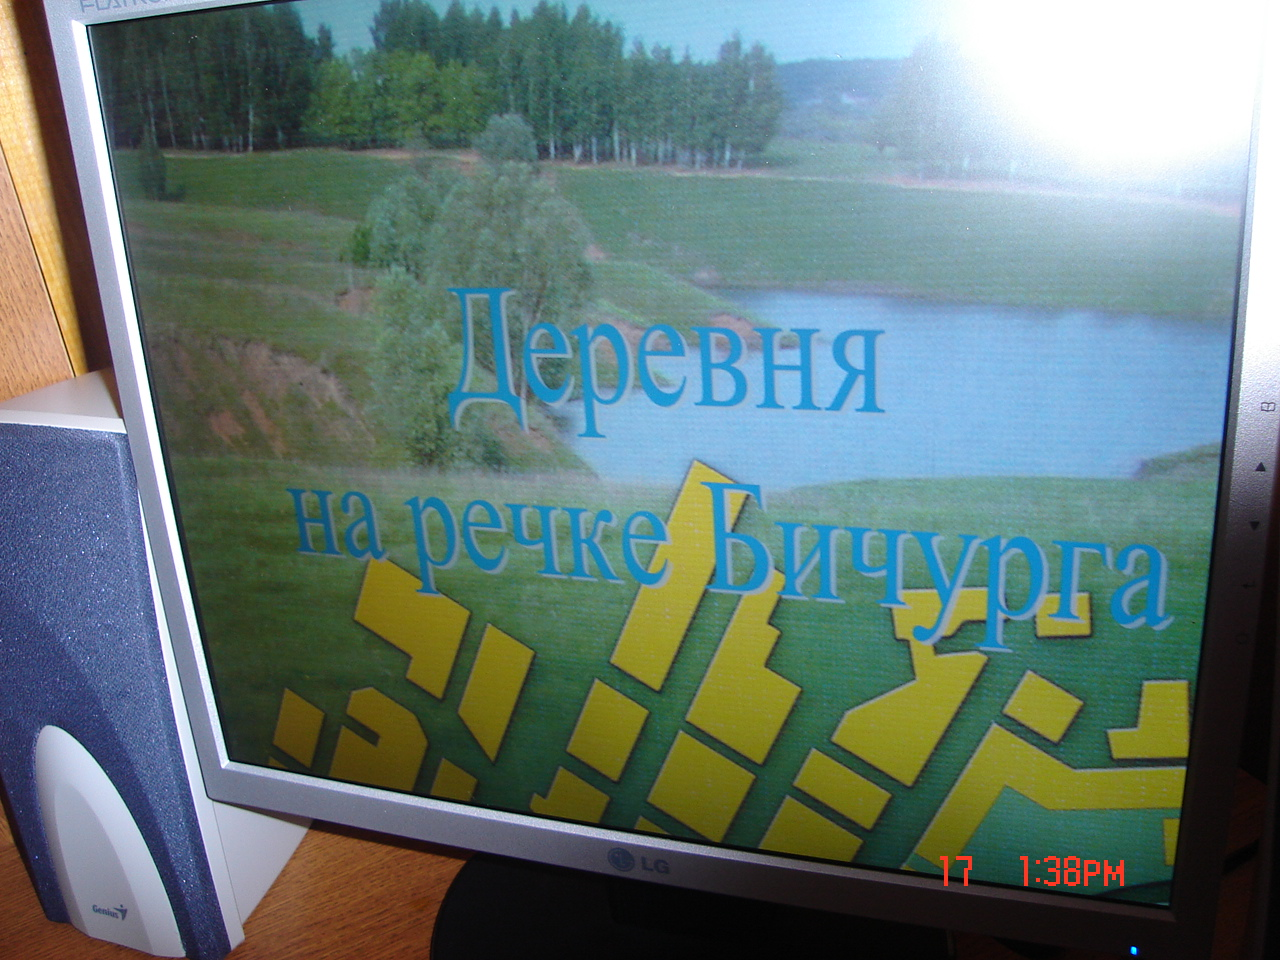 Деревня
на речке Бичурга
LG
Genius
17 1:38PM